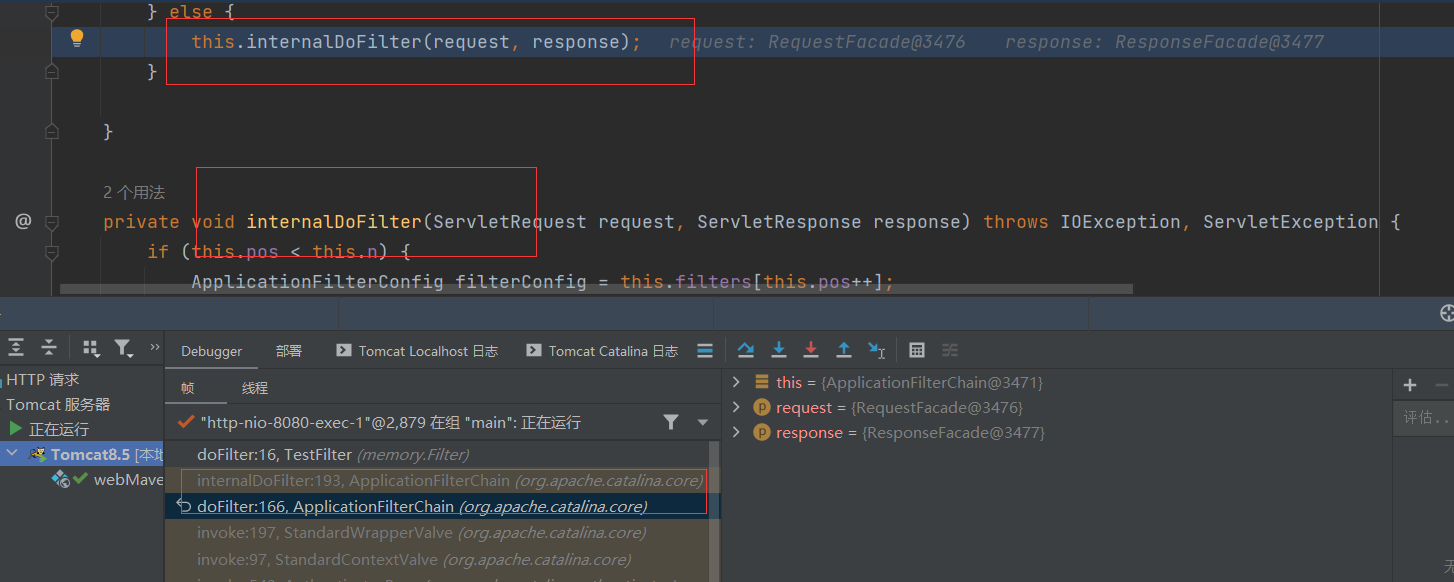 } else {
this.internalDoFilter(request, response);   request: RequestFacade@3476   response: ResponseFacade@3477
}
}
2 个用法
@ private void internalDoFilter(ServletRequest request, ServletResponse response) throws IOException, ServletException {
if (this.pos < this.n) {
ApplicationFilterConfig filterConfig = this.filters[this.pos++];
Debugger 部署 Tomcat Localhost 日志 Tomcat Catalina 日志
HTTP 请求
Tomcat 服务器
正在运行
Tomcat8.5 [本地
webMave
帧 线程
"http-nio-8080-exec-1"@2,879 在组 "main": 正在运行
doFilter:16, TestFilter (memory.Filter)
internalDoFilter:193, ApplicationFilterChain (org.apache.catalina.core)
doFilter:166, ApplicationFilterChain (org.apache.catalina.core)
invoke:197, StandardWrapperValve (org.apache.catalina.core)
invoke:97, StandardContextValve (org.apache.catalina.core)
this = {ApplicationFilterChain@3471}
request = {RequestFacade@3476}
response = {ResponseFacade@3477}
评估..